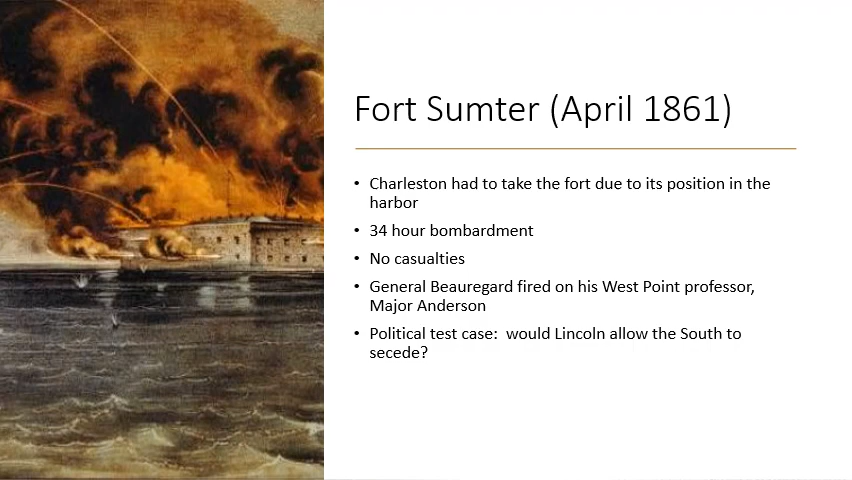 Fort Sumter (April 1861)
• Charleston had to take the fort due to its position in the
harbor
• 34 hour bombardment
• No casualties
• General Beauregard fired on his West Point professor,
Major Anderson
• Political test case:  would Lincoln allow the South to
secede?